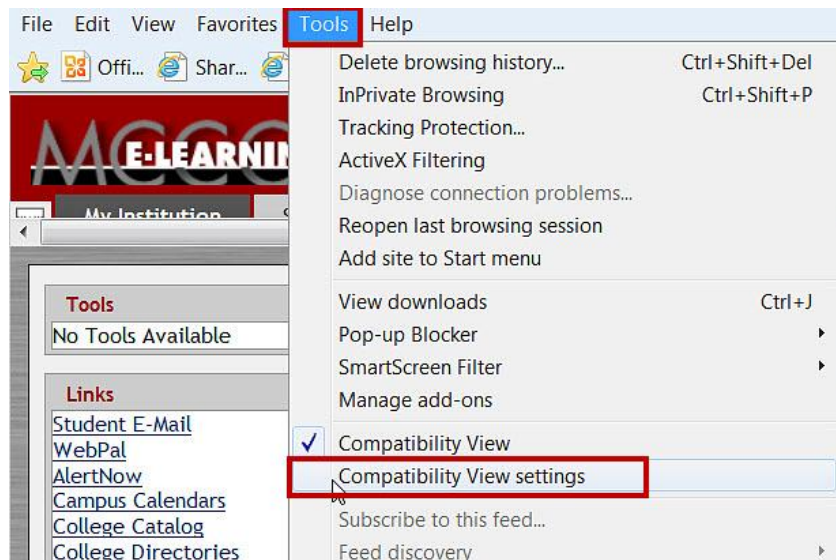 File Edit View Favorites Tools Help
Offi... Shar...
Delete browsing history... Ctrl+Shift+Del
InPrivate Browsing Ctrl+Shift+P
Tracking Protection...
ActiveX Filtering
Diagnose connection problems...
Reopen last browsing session
Add site to Start menu
View downloads Ctrl+J
Pop-up Blocker
SmartScreen Filter
Manage add-ons
Compatibility View
Compatibility View settings
Subscribe to this feed...
Feed discovery
MCCC
E-LEARNIN
My Institution
Tools
No Tools Available
Links
Student E-Mail
WebPal
AlertNow
Campus Calendars
College Catalog
College Directories